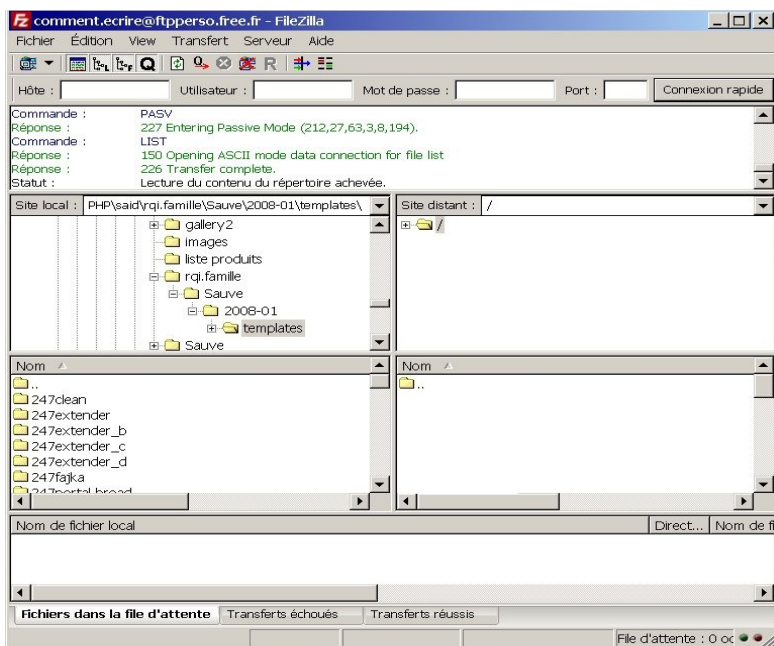 comment.ecrire@ftpperso.free.fr - FileZilla
Fichier Édition View Transfert Serveur Aide
Hôte : Utilisateur : Mot de passe : Port : Connexion rapide
Commande : PASV
Réponse : 227 Entering Passive Mode (212,27,63,3,8,194).
Commande : LIST
Réponse : 150 Opening ASCII mode data connection for file list
Réponse : 226 Transfer complete.
Statut : Lecture du contenu du répertoire achevée.
Site local : PHP\said\rqi.famille\Sauve\2008-01\templates\ Site distant : /
gallery2 /
images
liste produits
rqi.famille
Sauve
2008-01
templates
Sauve
Nom Nom
.. ..
247clean
247extender
247extender_b
247extender_c
247extender_d
247fajka
247portal broad
Nom de fichier local Direct... Nom de fi
Fichiers dans la file d'attente Transferts échoués Transferts réussis
File d'attente : 0 oc